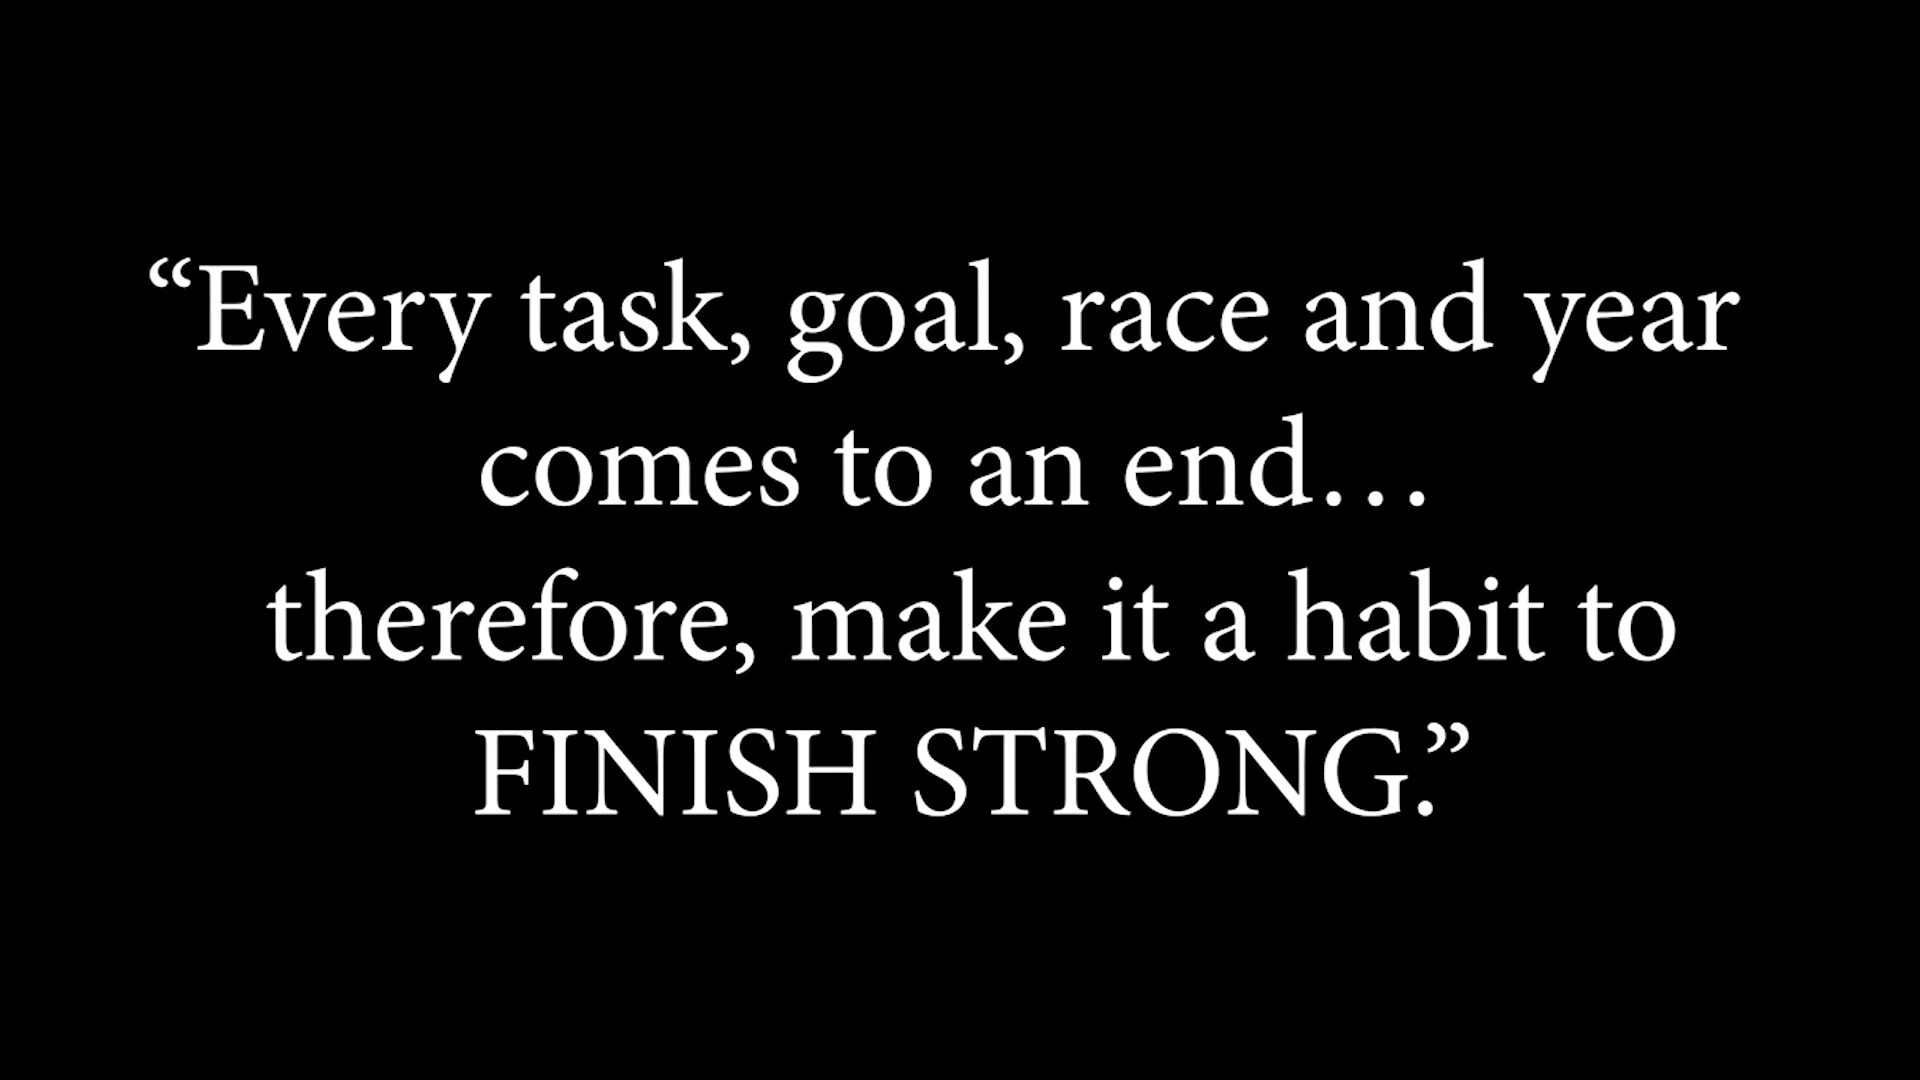 “Every task, goal, race and year
comes to an end…
therefore, make it a habit to
FINISH STRONG.”